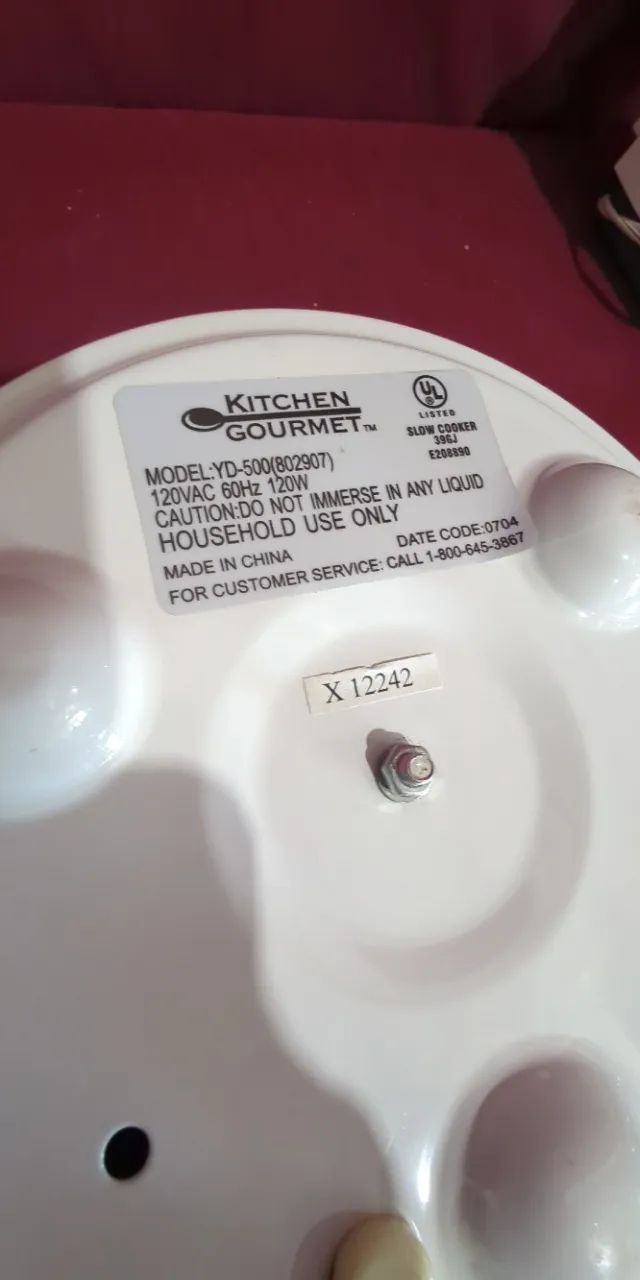 KITCHEN
GOURMET™
UL
®
LISTED
SLOW COOKER
396J
E208890
MODEL:YD-500(802907)
120VAC 60Hz 120W
CAUTION:DO NOT IMMERSE IN ANY LIQUID
HOUSEHOLD USE ONLY
MADE IN CHINA DATE CODE:0704
FOR CUSTOMER SERVICE: CALL 1-800-645-3867
X 12242